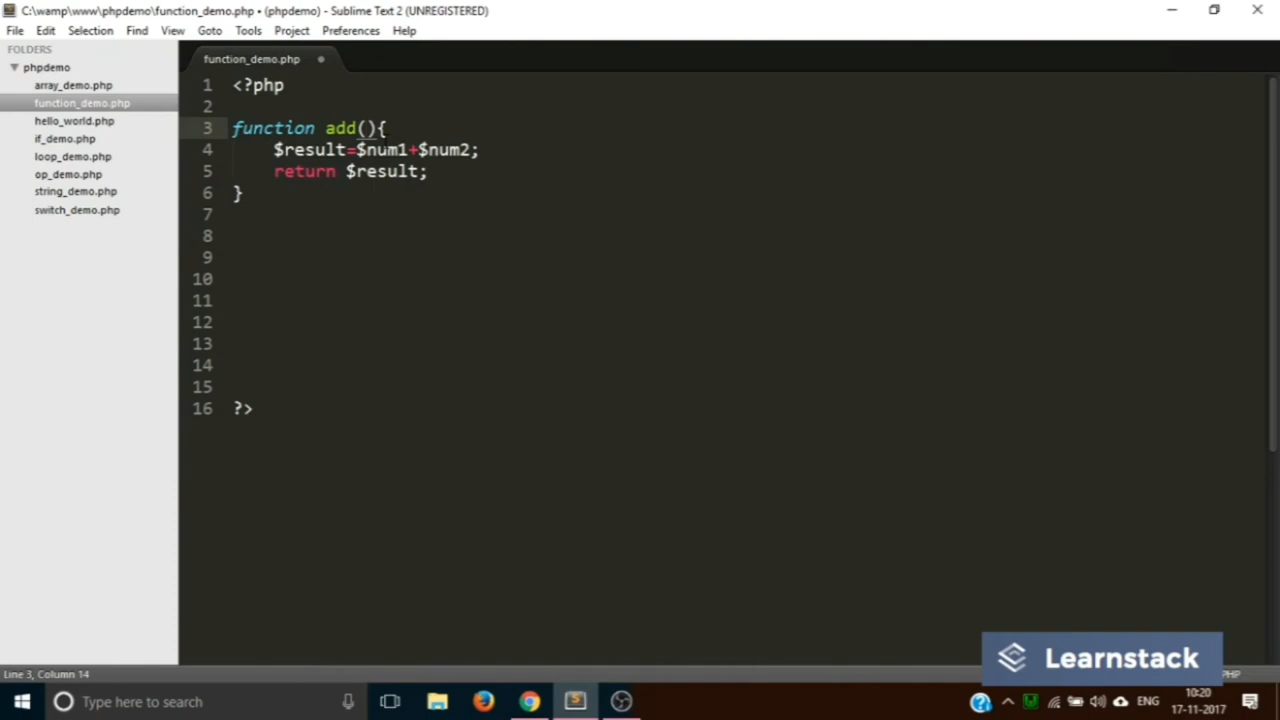 C:\wamp\www\phpdemo\function_demo.php • (phpdemo) - Sublime Text 2 (UNREGISTERED)
File Edit Selection Find View Goto Tools Project Preferences Help
FOLDERS
phpdemo
array_demo.php
function_demo.php
hello_world.php
if_demo.php
loop_demo.php
op_demo.php
string_demo.php
switch_demo.php
function_demo.php
1 <?php
2
3 function add(){
4 $result=$num1+$num2;
5 return $result;
6 }
7
8
9
10
11
12
13
14
15
16 ?>
Learnstack
Line 3, Column 14
PHP
Type here to search
ENG
10:20
17-11-2017